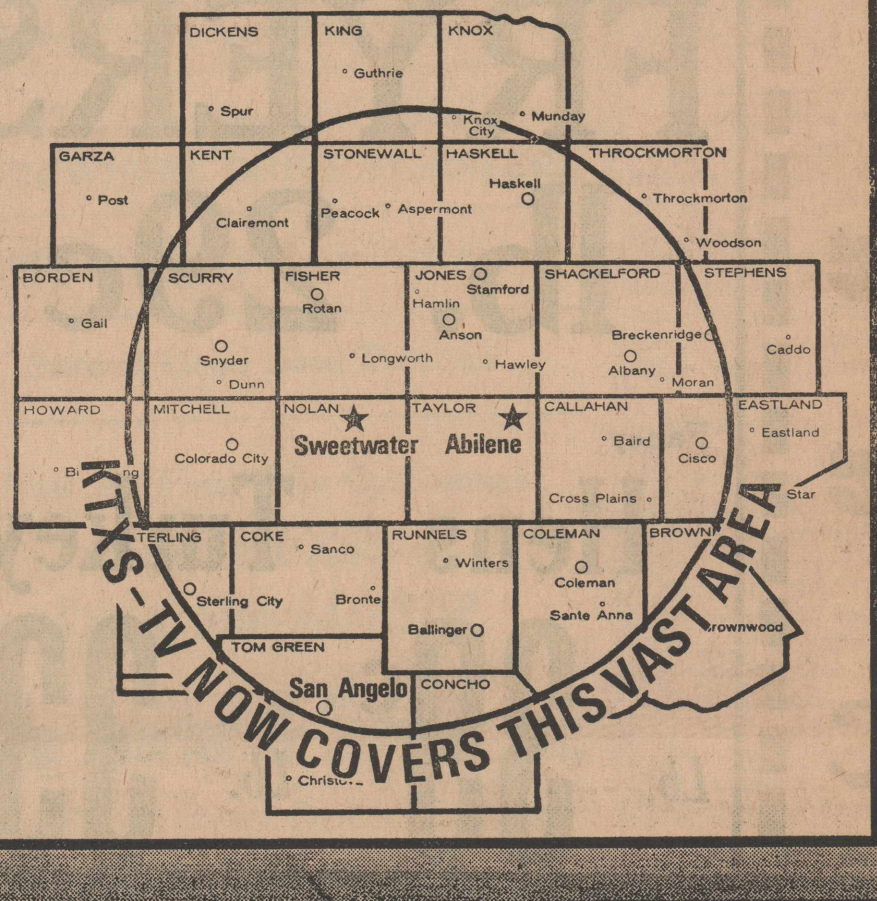 DICKENS KING KNOX
Guthrie
Spur
Knox City
Munday
GARZA KENT STONEWALL HASKELL THROCKMORTON
Post
Clairemont
Peacock
Aspermont
Haskell
Throckmorton
Woodson
BORDEN SCURRY FISHER JONES SHACKELFORD STEPHENS
Stamford
Hamlin
Rotan
Gail
Anson
Breckenridge
Snyder
Longworth
Hawley
Albany
Caddo
Dunn
Moran
HOWARD MITCHELL NOLAN TAYLOR CALLAHAN EASTLAND
Eastland
Sweetwater
Abilene
Baird
Colorado City
Cisco
Bi ng
Cross Plains
Star
TERLING COKE RUNNELS COLEMAN BROWN
Sanco
Winters
Coleman
Sterling City
Bronte
Sante Anna
Ballinger
rownwood
TOM GREEN
San Angelo
CONCHO
Christov
KTXS-TV NOW COVERS THIS VAST AREA